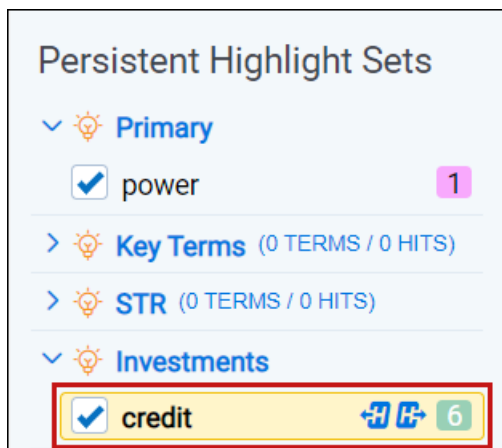 Persistent Highlight Sets
Primary
power 1
Key Terms (0 TERMS / 0 HITS)
STR (0 TERMS / 0 HITS)
Investments
credit H H 6